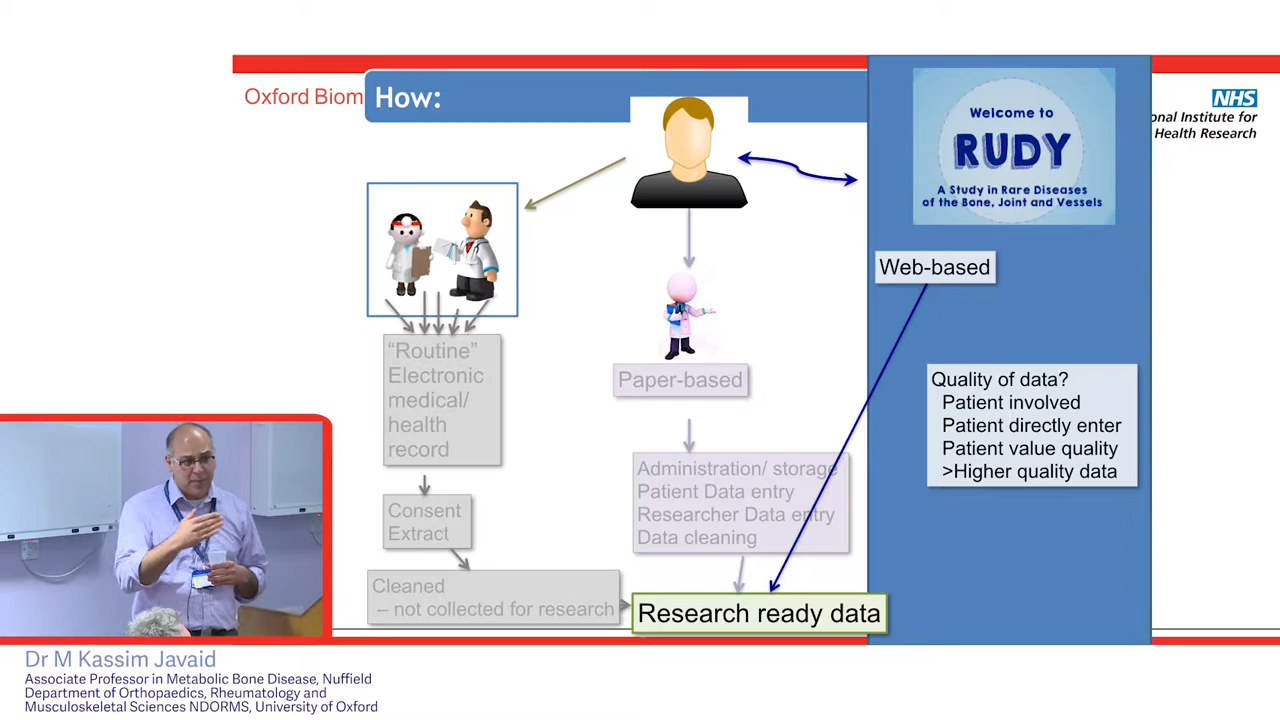 Oxford Biom
How:
NHS
onal Institute for
Health Research
Welcome to
RUDY
A Study in Rare Diseases
of the Bone, Joint and Vessels
Web-based
Quality of data?
Patient involved
Patient directly enter
Patient value quality
>Higher quality data
“Routine”
Electronic
medical/
health
record
Consent
Extract
Cleaned
– not collected for research
Paper-based
Administration/ storage
Patient Data entry
Researcher Data entry
Data cleaning
Research ready data
Dr M Kassim Javaid
Associate Professor in Metabolic Bone Disease, Nuffield
Department of Orthopaedics, Rheumatology and
Musculoskeletal Sciences NDORMS, University of Oxford